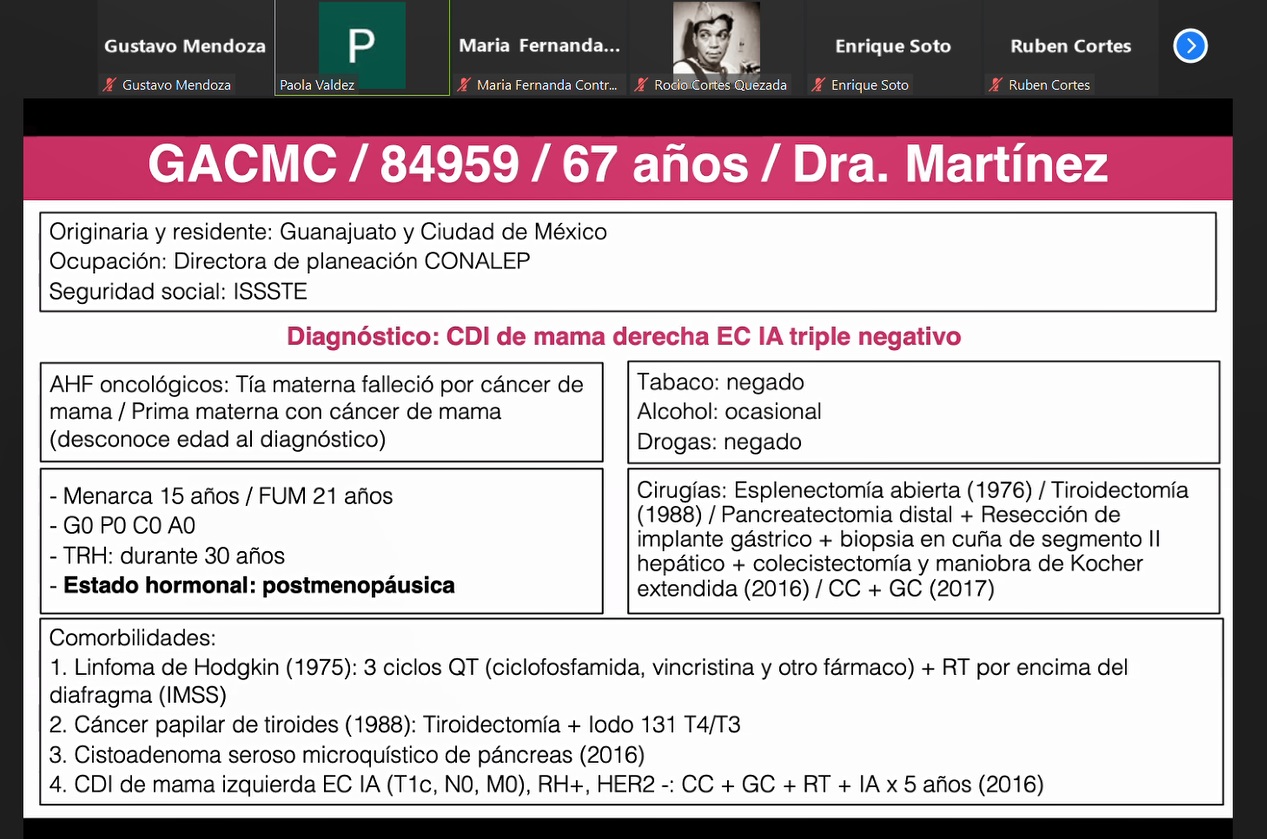 Gustavo Mendoza
P
Maria Fernanda...
Enrique Soto
Ruben Cortes
Gustavo Mendoza
Paola Valdez
Maria Fernanda Contr...
Rocio Cortes Quezada
Enrique Soto
Ruben Cortes
GACMC / 84959 / 67 años / Dra. Martínez
Originaria y residente: Guanajuato y Ciudad de México
Ocupación: Directora de planeación CONALEP
Seguridad social: ISSSTE
Diagnóstico: CDI de mama derecha EC IA triple negativo
AHF oncológicos: Tía materna falleció por cáncer de
mama / Prima materna con cáncer de mama
(desconoce edad al diagnóstico)
Tabaco: negado
Alcohol: ocasional
Drogas: negado
- Menarca 15 años / FUM 21 años
- G0 P0 C0 A0
- TRH: durante 30 años
- Estado hormonal: postmenopáusica
Cirugías: Esplenectomía abierta (1976) / Tiroidectomía
(1988) / Pancreatectomia distal + Resección de
implante gástrico + biopsia en cuña de segmento II
hepático + colecistectomía y maniobra de Kocher
extendida (2016) / CC + GC (2017)
Comorbilidades:
1. Linfoma de Hodgkin (1975): 3 ciclos QT (ciclofosfamida, vincristina y otro fármaco) + RT por encima del
diafragma (IMSS)
2. Cáncer papilar de tiroides (1988): Tiroidectomía + Iodo 131 T4/T3
3. Cistoadenoma seroso microquístico de páncreas (2016)
4. CDI de mama izquierda EC IA (T1c, N0, M0), RH+, HER2 -: CC + GC + RT + IA x 5 años (2016)